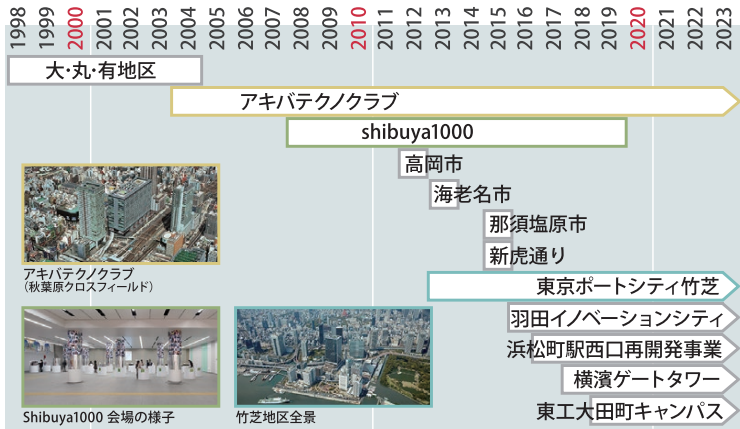 1998 1999 2000 2001 2002 2003 2004 2005 2006 2007 2008 2009 2010 2011 2012 2013 2014 2015 2016 2017 2018 2019 2020 2021 2022 2023
大・丸・有地区
アキバテクノクラブ
shibuya1000
高岡市
海老名市
那須塩原市
新虎通り
東京ポートシティ竹芝
羽田イノベーションシティ
浜松町駅西口再開発事業
横濱ゲートタワー
東工大田町キャンパス
アキバテクノクラブ
（秋葉原クロスフィールド）
Shibuya1000 会場の様子
竹芝地区全景